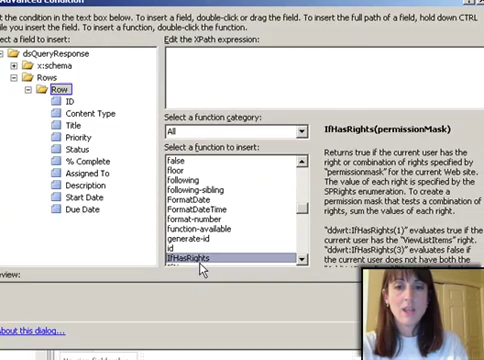 Advanced Condition
the condition in the text box below. To insert a field, double-click or drag the field. To insert the full path of a field, hold down CTRL
you insert the field. To insert a function, double-click the function.
Select a field to insert:
Edit the XPath expression:
dsQueryResponse
x:schema
Rows
Row
ID
Content Type
Title
Priority
Status
% Complete
Assigned To
Description
Start Date
Due Date
Select a function category:
All
Select a function to insert:
false
floor
following
following-sibling
FormatDate
FormatDateTime
format-number
function-available
generate-id
id
IfHasRights
IfHasRights(permissionMask)
Returns true if the current user has the
right or combination of rights specified by
"permissionmask" for the current Web site.
The value of each right is specified by the
SPRights enumeration. To create a
permission mask that tests a combination of
rights, sum the values of each right.
"ddwrt:IfHasRights(1)" evaluates true if the
current user has the "ViewListItems" right.
"ddwrt:IfHasRights(3)" evaluates false if
the current user does not have both the
Preview:
About this dialog...